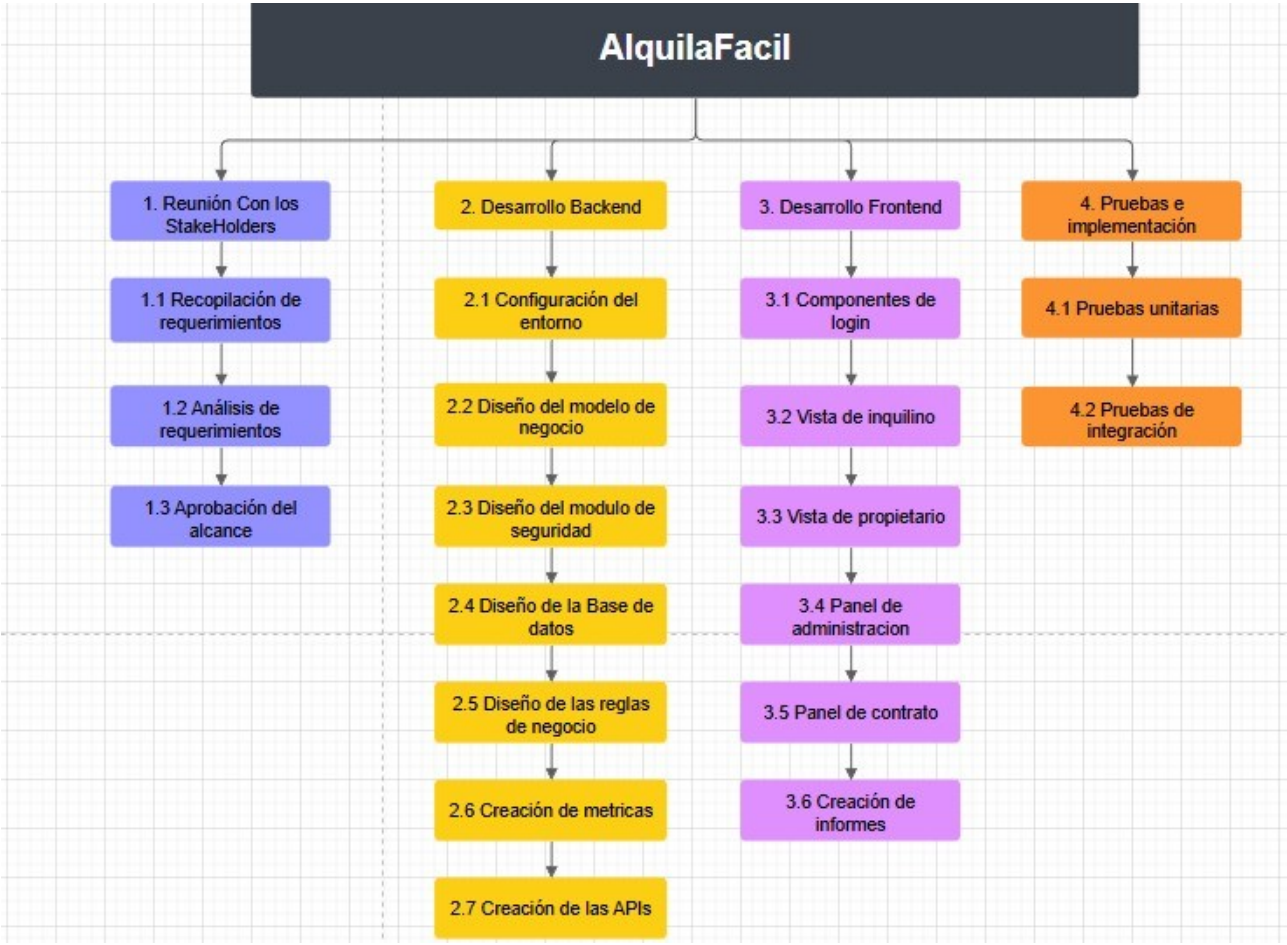 AlquilaFacil
1. Reunión Con los
StakeHolders
1.1 Recopilación de
requerimientos
1.2 Análisis de
requerimientos
1.3 Aprobación del
alcance
2. Desarrollo Backend
2.1 Configuración del
entorno
2.2 Diseño del modelo de
negocio
2.3 Diseño del modulo de
seguridad
2.4 Diseño de la Base de
datos
2.5 Diseño de las reglas
de negocio
2.6 Creación de metricas
2.7 Creación de las APIs
3. Desarrollo Frontend
3.1 Componentes de
login
3.2 Vista de inquilino
3.3 Vista de propietario
3.4 Panel de
administracion
3.5 Panel de contrato
3.6 Creación de
informes
4. Pruebas e
implementación
4.1 Pruebas unitarias
4.2 Pruebas de
integración